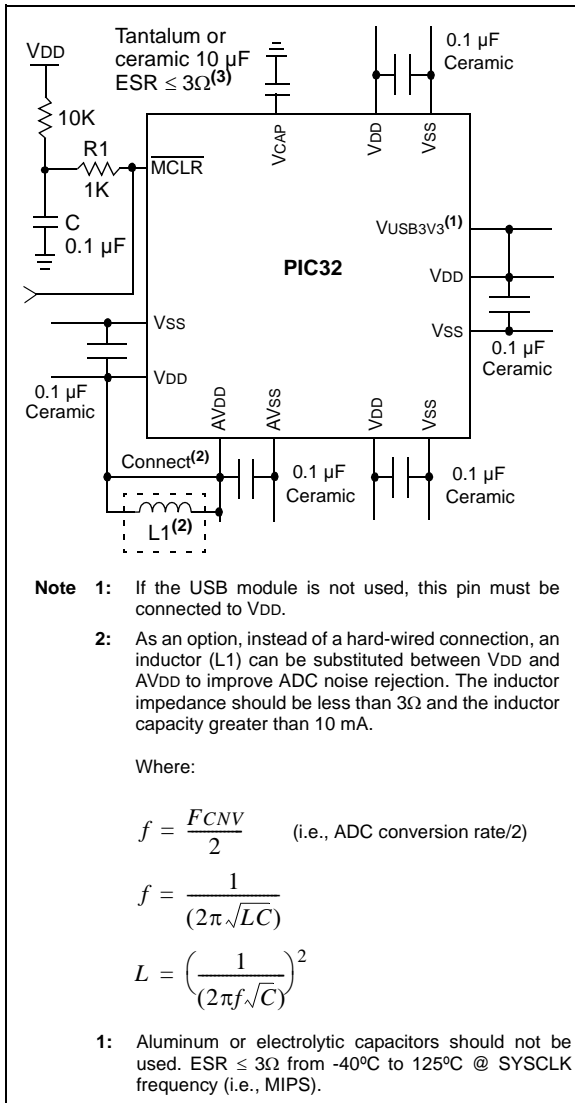 VDD
Tantalum or
ceramic 10 µF
ESR ≤ 3Ω(3)
0.1 µF
Ceramic
10K
R1
1K
C
0.1 µF
MCLR
VCAP
VDD
VSS
VUSB3V3(1)
VDD
VSS
PIC32
0.1 µF
Ceramic
VSS
VDD
0.1 µF
Ceramic
AVDD
AVSS
VDD
VSS
Connect(2)
L1(2)
0.1 µF
Ceramic
0.1 µF
Ceramic
Note 1: If the USB module is not used, this pin must be
connected to VDD.
2: As an option, instead of a hard-wired connection, an
inductor (L1) can be substituted between VDD and
AVDD to improve ADC noise rejection. The inductor
impedance should be less than 3Ω and the inductor
capacity greater than 10 mA.
Where:
f = FCNV / 2 (i.e., ADC conversion rate/2)
f = 1 / (2π√LC)
L = (1 / (2πf√C))²
1: Aluminum or electrolytic capacitors should not be
used. ESR ≤ 3Ω from -40ºC to 125ºC @ SYSCLK
frequency (i.e., MIPS).